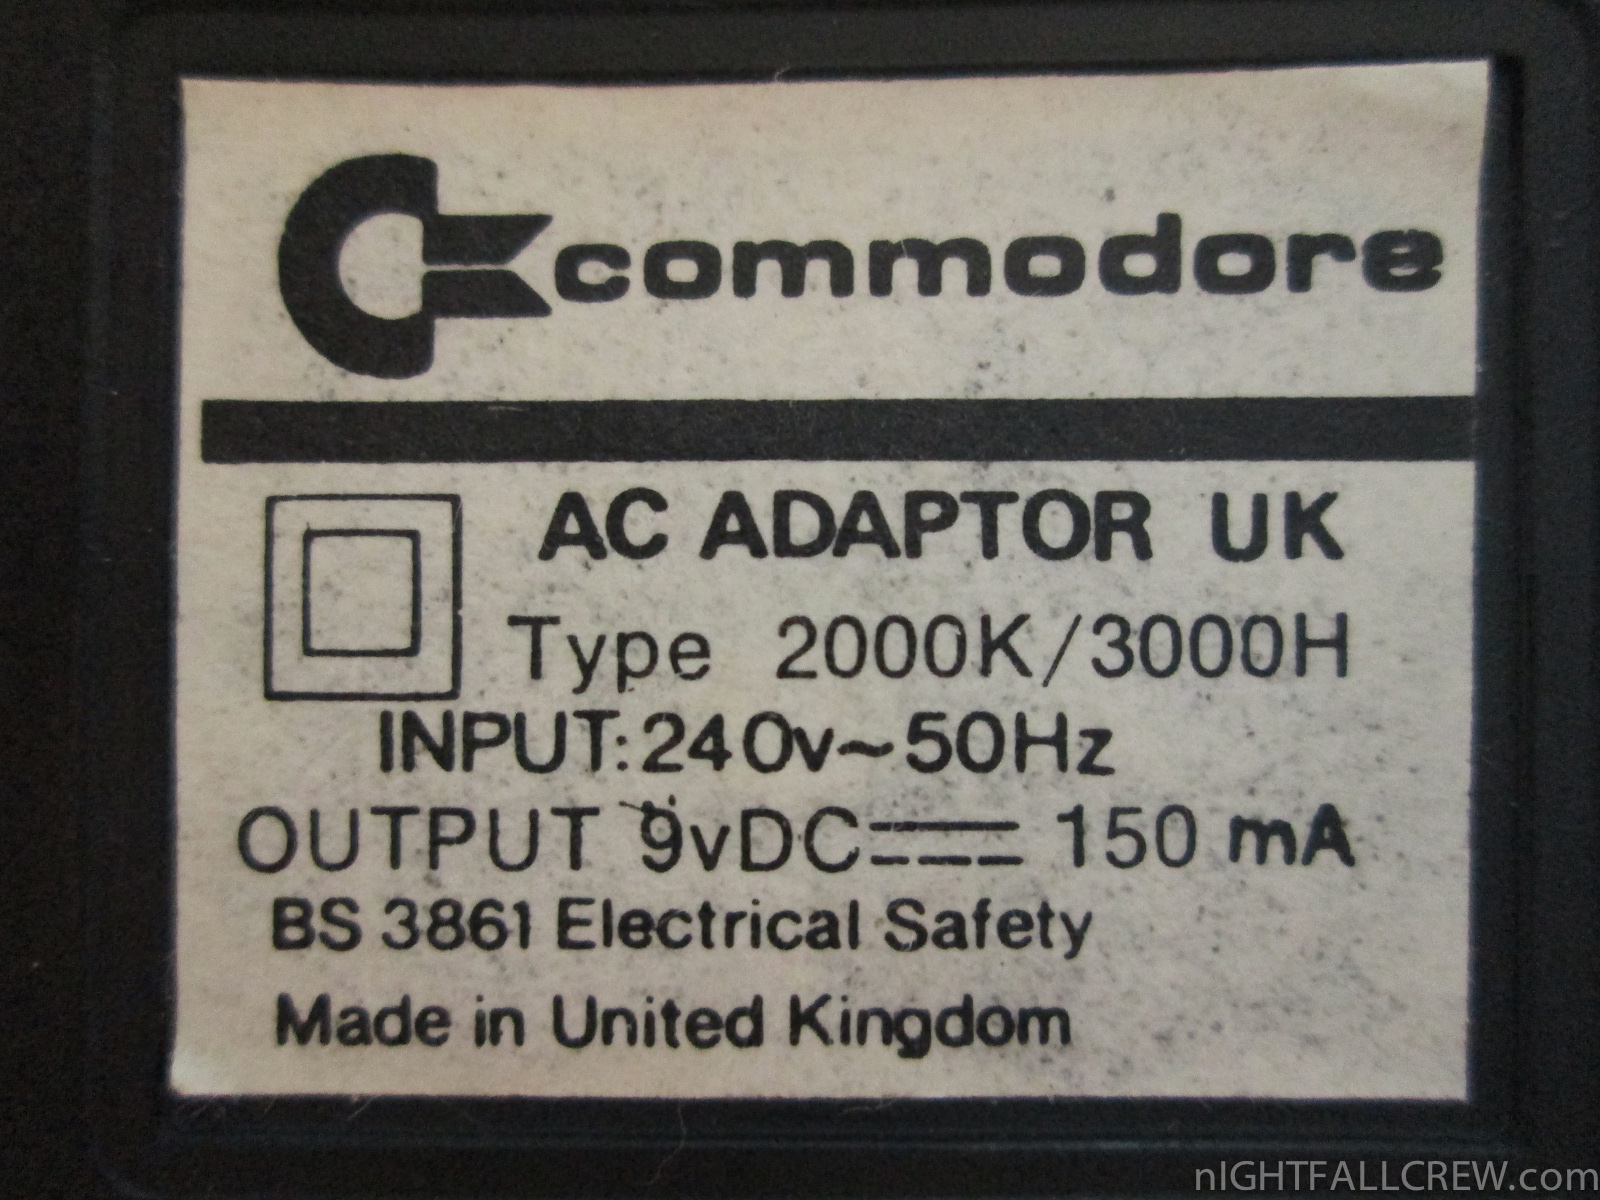 commodore
AC ADAPTOR UK
Type 2000K/3000H
INPUT:240v~50Hz
OUTPUT 9vDC⎓ 150 mA
BS 3861 Electrical Safety
Made in United Kingdom
nIGHTFALLCREW.com